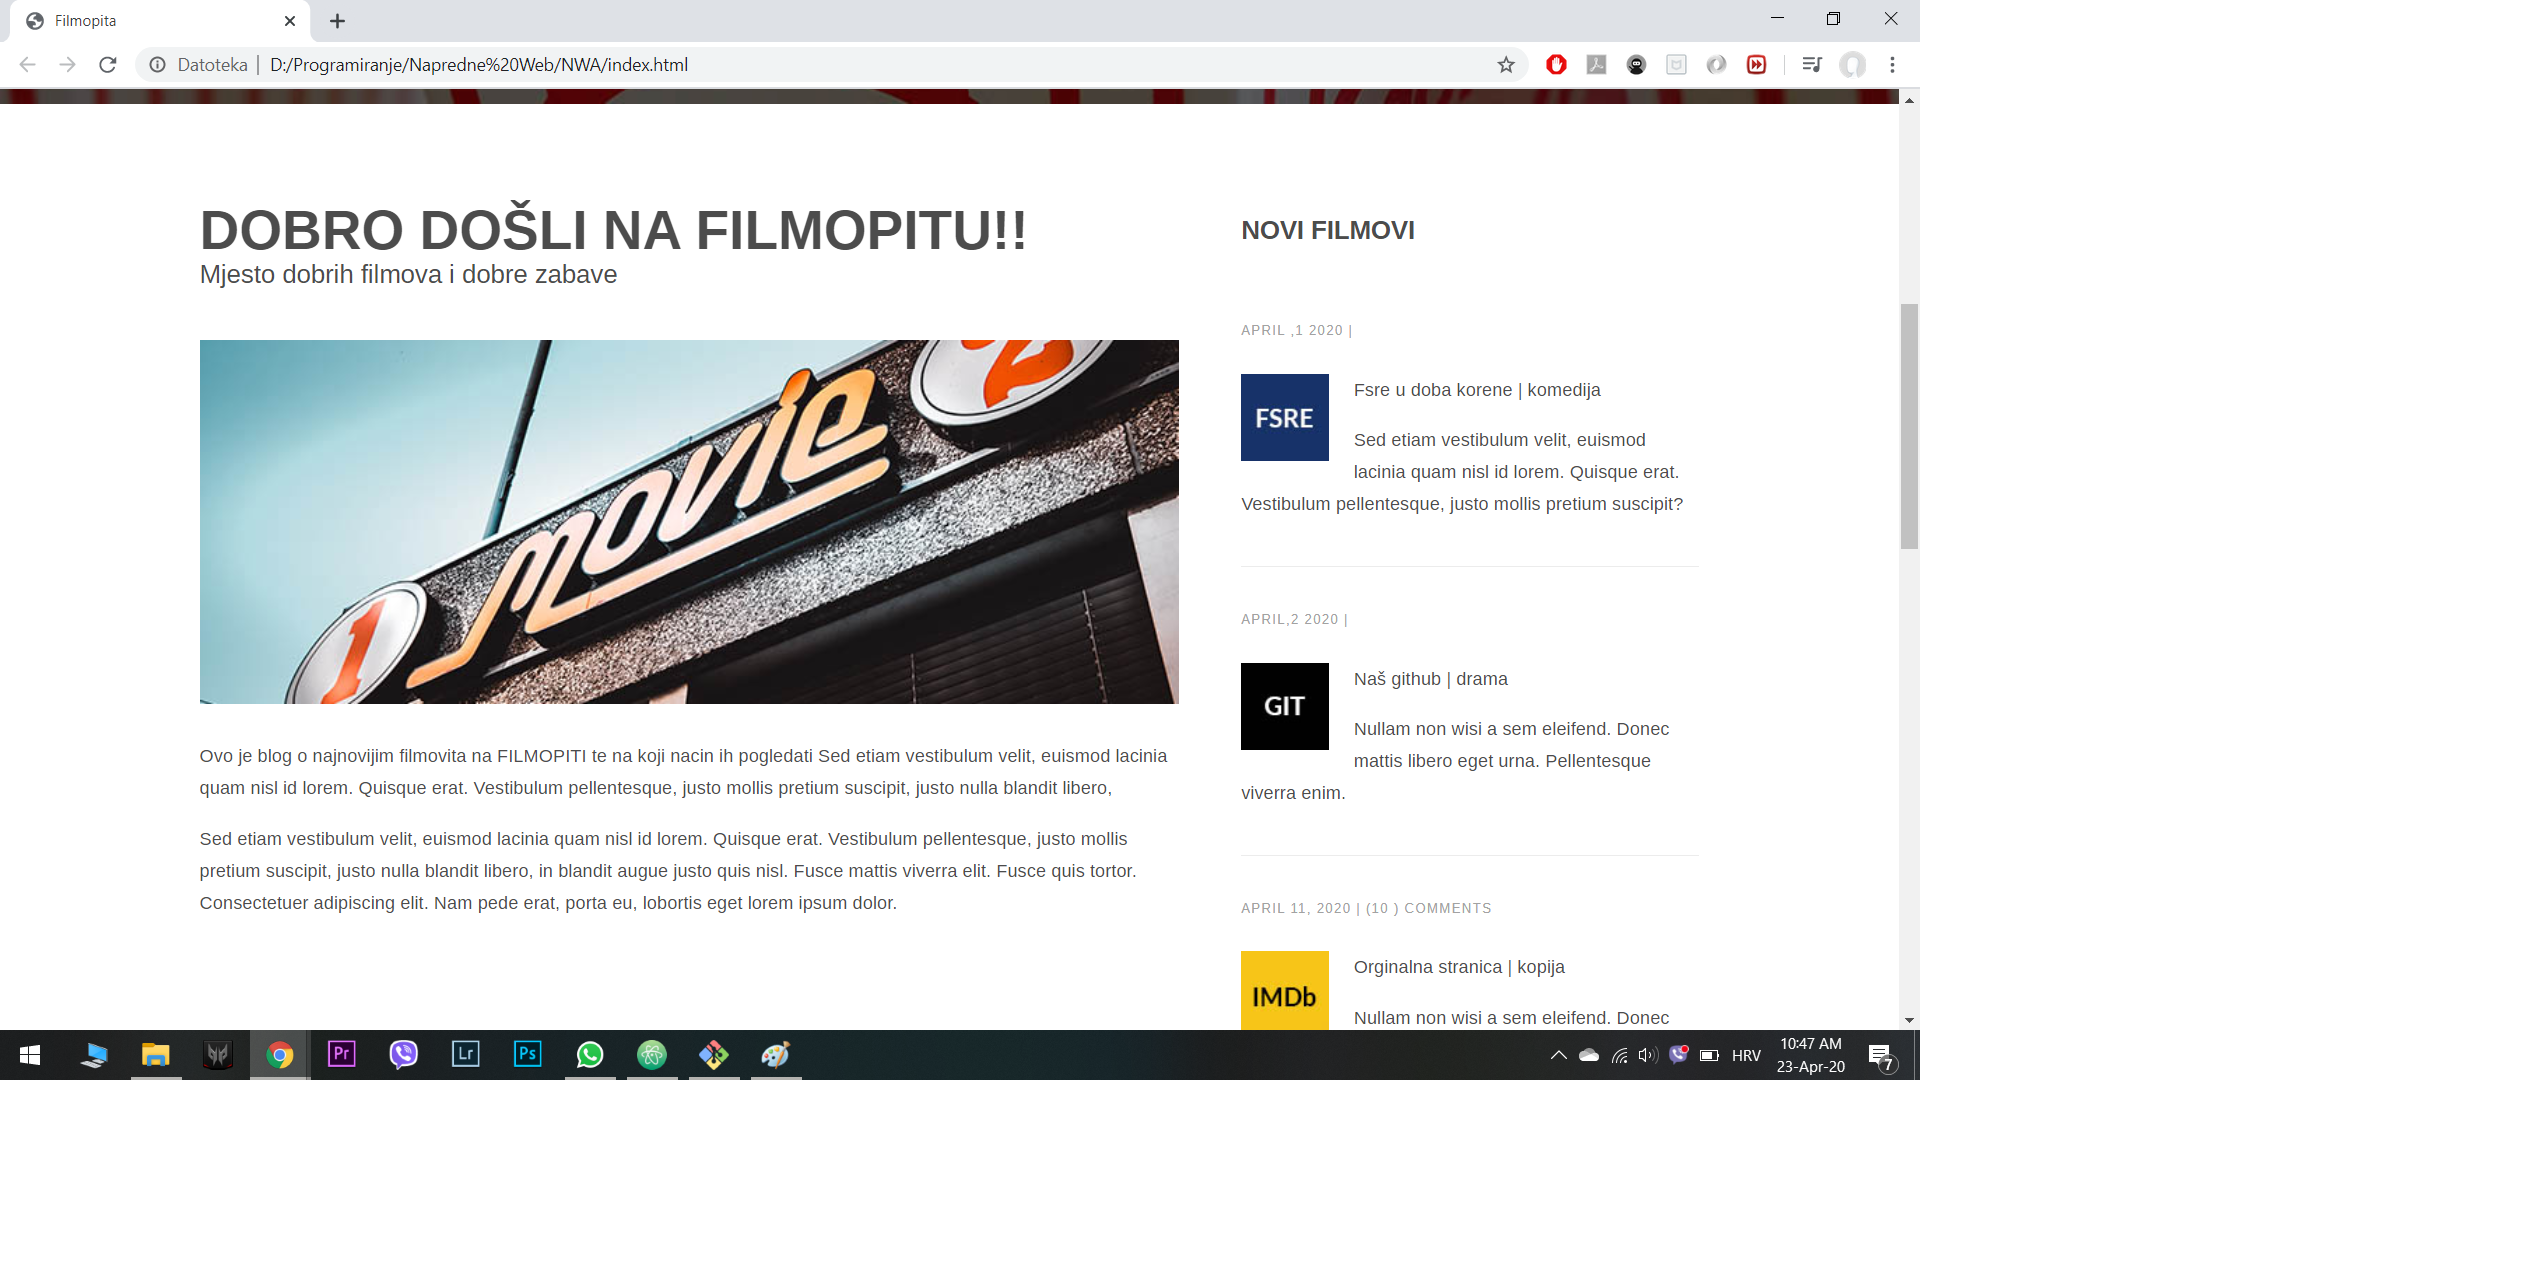 Filmopita
Datoteka | D:/Programiranje/Napredne%20Web/NWA/index.html
DOBRO DOŠLI NA FILMOPITU!!
Mjesto dobrih filmova i dobre zabave
1 movie 2
Ovo je blog o najnovijim filmovita na FILMOPITI te na koji nacin ih pogledati Sed etiam vestibulum velit, euismod lacinia
quam nisl id lorem. Quisque erat. Vestibulum pellentesque, justo mollis pretium suscipit, justo nulla blandit libero,
Sed etiam vestibulum velit, euismod lacinia quam nisl id lorem. Quisque erat. Vestibulum pellentesque, justo mollis
pretium suscipit, justo nulla blandit libero, in blandit augue justo quis nisl. Fusce mattis viverra elit. Fusce quis tortor.
Consectetuer adipiscing elit. Nam pede erat, porta eu, lobortis eget lorem ipsum dolor.
NOVI FILMOVI
APRIL ,1 2020 |
FSRE
Fsre u doba korene | komedija
Sed etiam vestibulum velit, euismod
lacinia quam nisl id lorem. Quisque erat.
Vestibulum pellentesque, justo mollis pretium suscipit?
APRIL,2 2020 |
GIT
Naš github | drama
Nullam non wisi a sem eleifend. Donec
mattis libero eget urna. Pellentesque
viverra enim.
APRIL 11, 2020 | (10 ) COMMENTS
IMDb
Orginalna stranica | kopija
Nullam non wisi a sem eleifend. Donec
Pr
Lr
Ps
HRV
10:47 AM
23-Apr-20
7